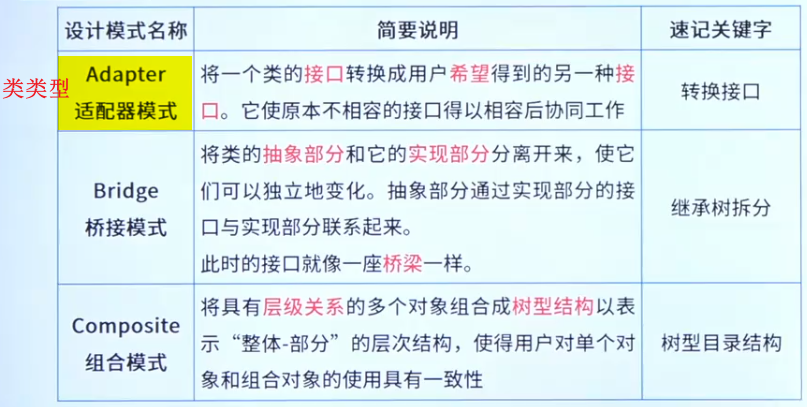 设计模式名称 简要说明 速记关键字
类类型
Adapter
适配器模式
将一个类的接口转换成用户希望得到的另一种接
口。它使原本不相容的接口得以相容后协同工作
转换接口
Bridge
桥接模式
将类的抽象部分和它的实现部分分离开来，使它
们可以独立地变化。抽象部分通过实现部分的接
口与实现部分联系起来。
此时的接口就像一座桥梁一样。
继承树拆分
Composite
组合模式
将具有层级关系的多个对象组合成树型结构以表
示“整体-部分”的层次结构，使得用户对单个对
象和组合对象的使用具有一致性
树型目录结构